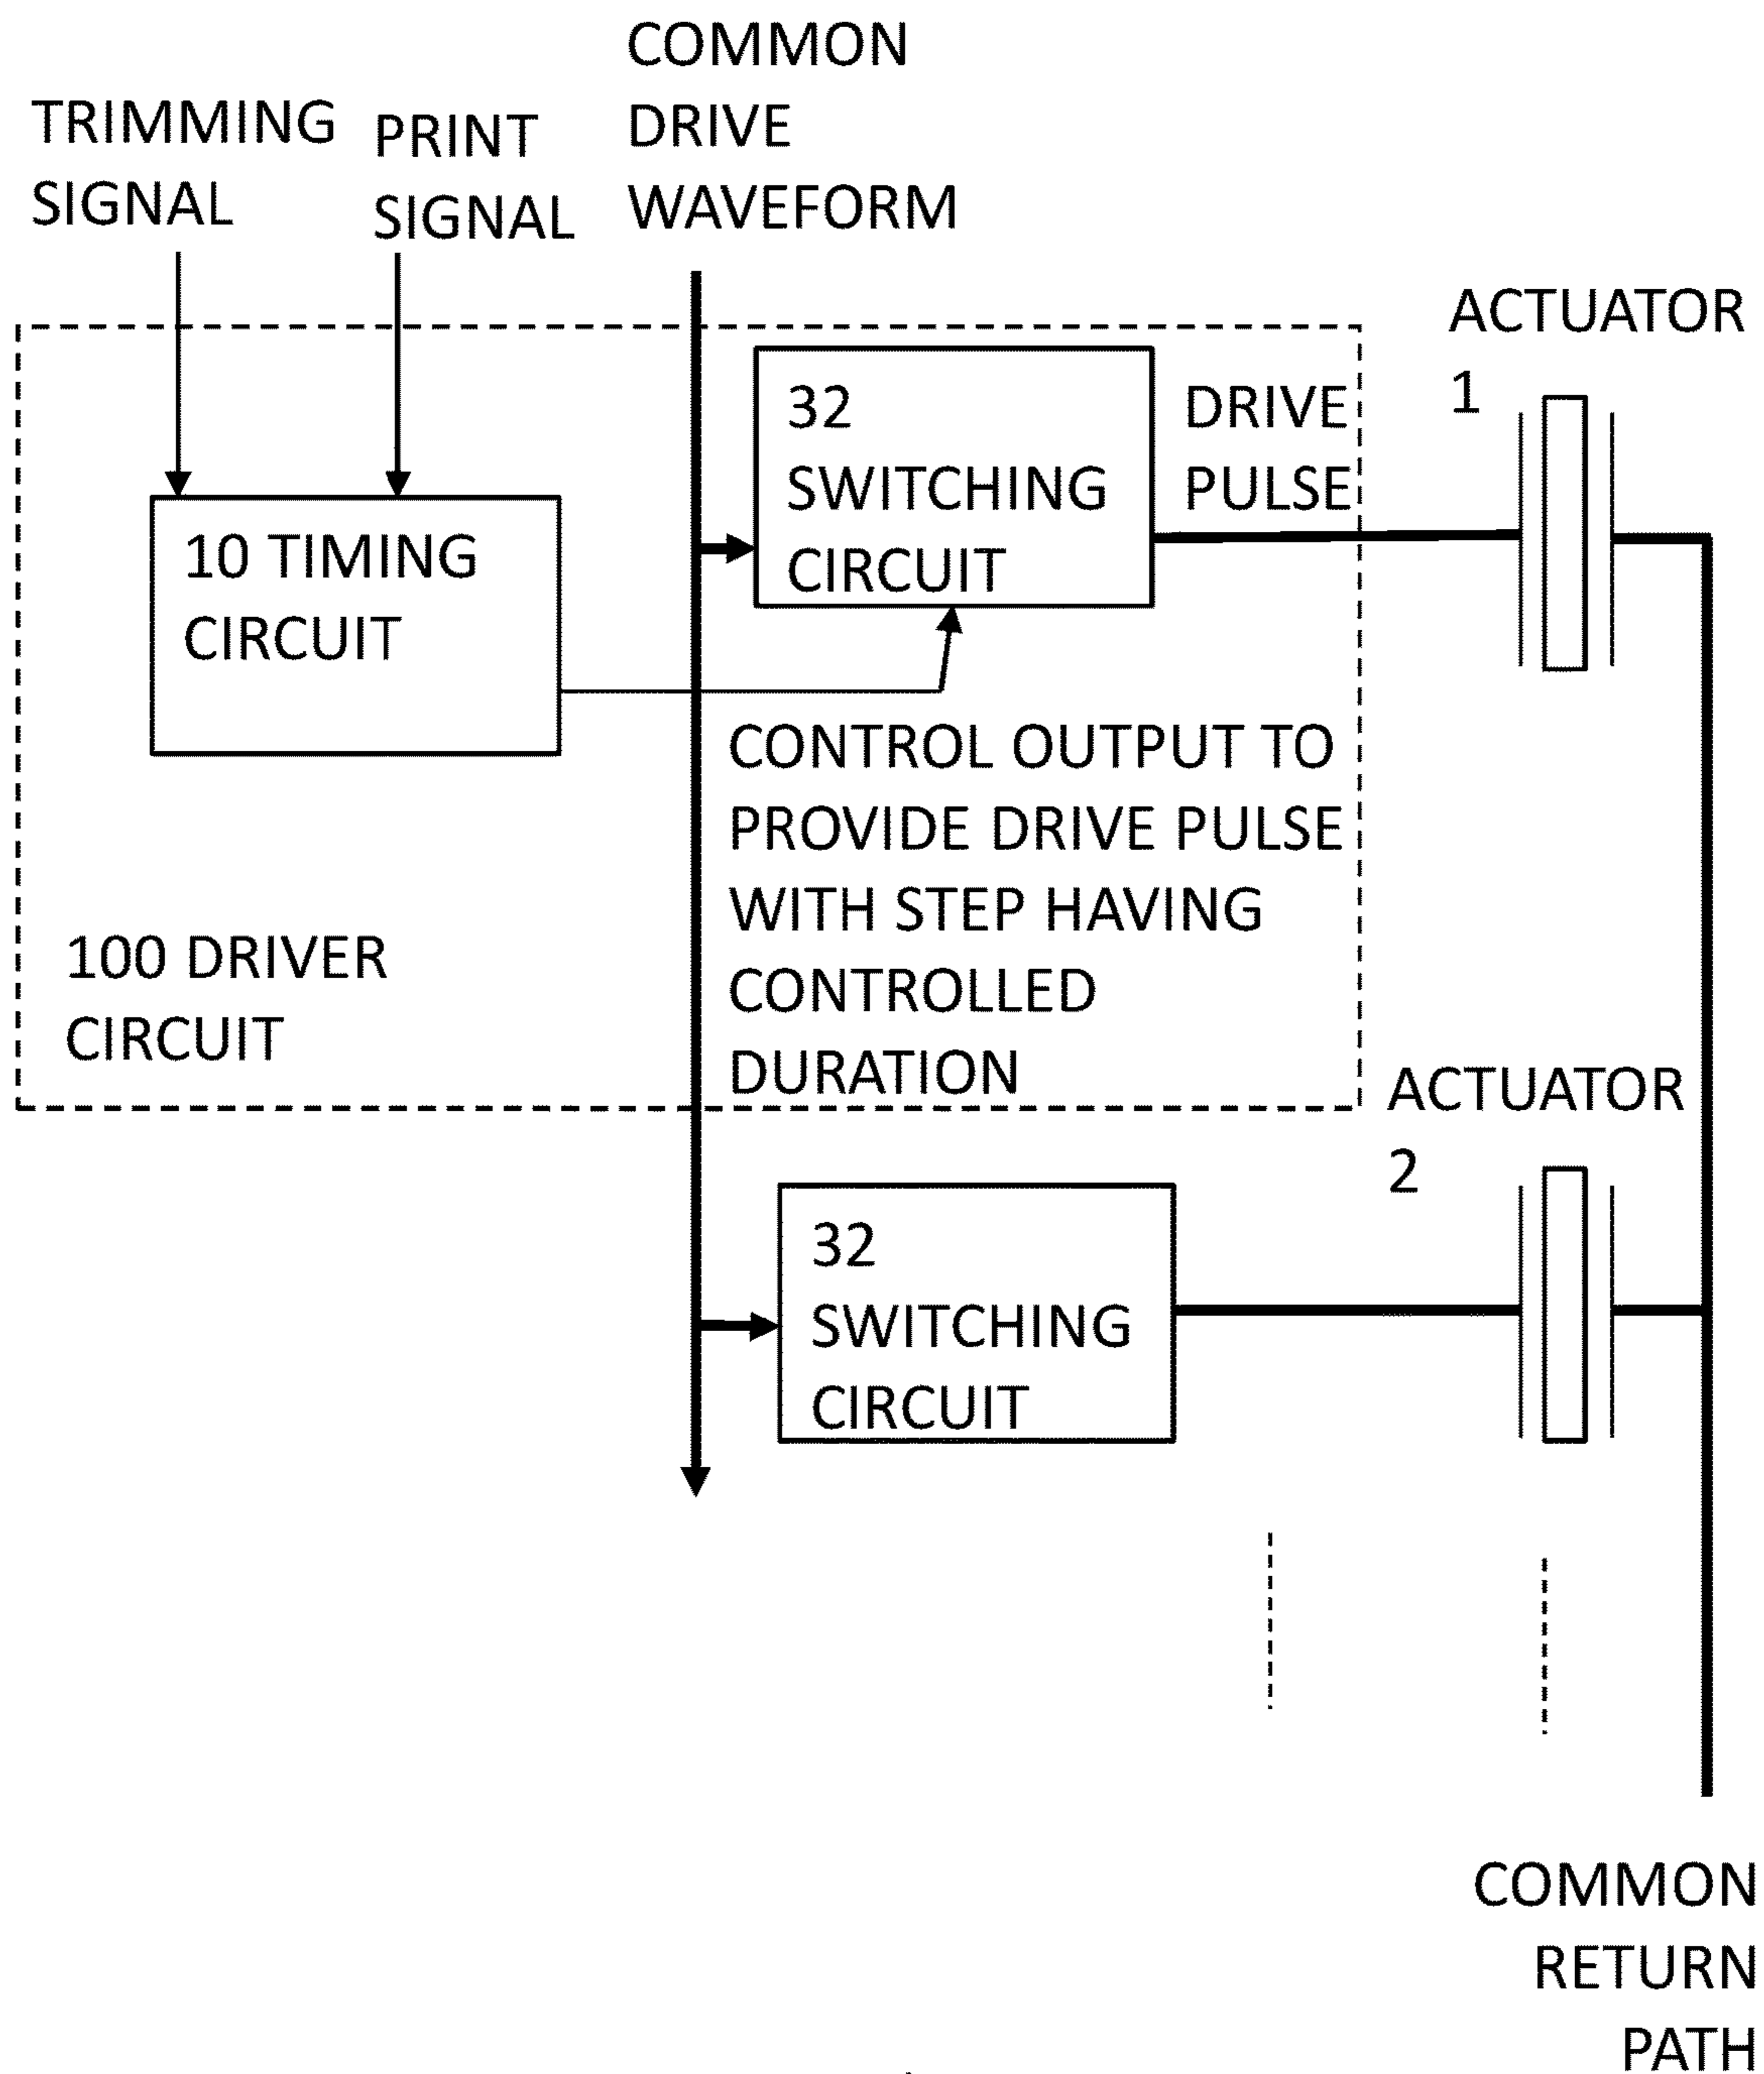 COMMON
DRIVE
WAVEFORM
TRIMMING
SIGNAL
PRINT
SIGNAL
ACTUATOR
1
32
SWITCHING
CIRCUIT
DRIVE
PULSE
10 TIMING
CIRCUIT
CONTROL OUTPUT TO
PROVIDE DRIVE PULSE
WITH STEP HAVING
CONTROLLED
DURATION
100 DRIVER
CIRCUIT
ACTUATOR
2
32
SWITCHING
CIRCUIT
COMMON
RETURN
PATH